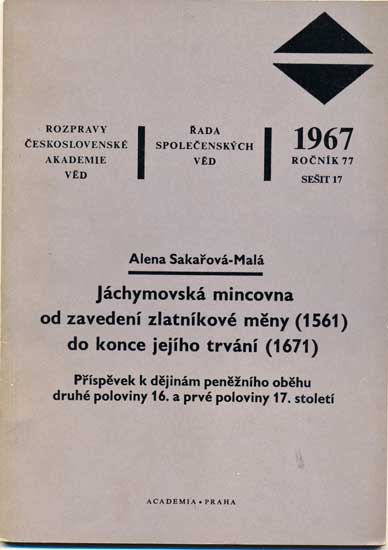 ROZPRAVY
ČESKOSLOVENSKÉ
AKADEMIE
VĚD
ŘADA
SPOLEČENSKÝCH
VĚD
1967
ROČNÍK 77
SEŠIT 17
Alena Sakařová-Malá
Jáchymovská mincovna
od zavedení zlatníkové měny (1561)
do konce jejího trvání (1671)
Příspěvek k dějinám peněžního oběhu
druhé poloviny 16. a prvé poloviny 17. století
ACADEMIA • PRAHA